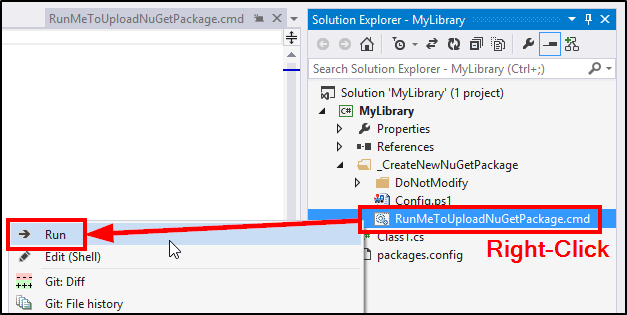 RunMeToUploadNuGetPackage.cmd
Solution Explorer - MyLibrary
Search Solution Explorer - MyLibrary (Ctrl+;)
Solution 'MyLibrary' (1 project)
C# MyLibrary
Properties
References
_CreateNewNuGetPackage
DoNotModify
Config.ps1
RunMeToUploadNuGetPackage.cmd
Class1.cs
packages.config
Right-Click
Run
Edit (Shell)
Git: Diff
Git: File history